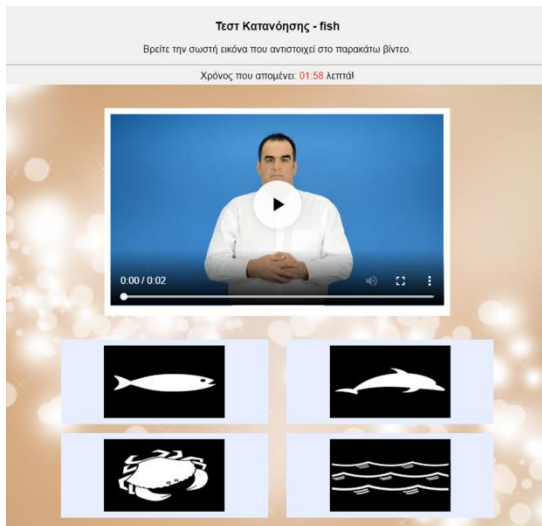 Τεστ Κατανόησης - fish
Βρείτε την σωστή εικόνα που αντιστοιχεί στο παρακάτω βίντεο.
Χρόνος που απομένει: 01:58 λεπτά!
0:00 / 0:02